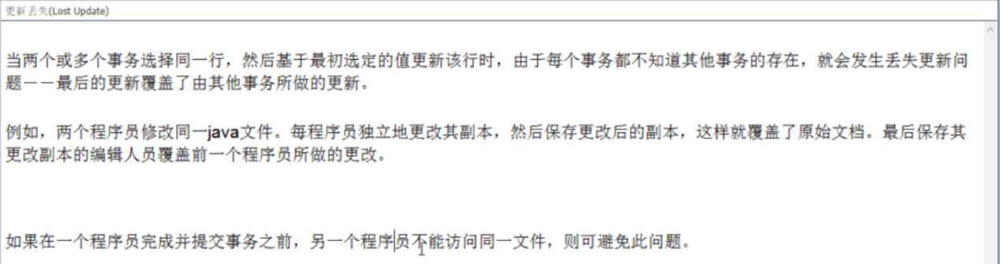 更新丢失(Lost Update)
当两个或多个事务选择同一行，然后基于最初选定的值更新该行时，由于每个事务都不知道其他事务的存在，就会发生丢失更新问
题－－最后的更新覆盖了由其他事务所做的更新。
例如，两个程序员修改同一java文件。每程序员独立地更改其副本，然后保存更改后的副本，这样就覆盖了原始文档。最后保存其
更改副本的编辑人员覆盖前一个程序员所做的更改。
如果在一个程序员完成并提交事务之前，另一个程序员不能访问同一文件，则可避免此问题。